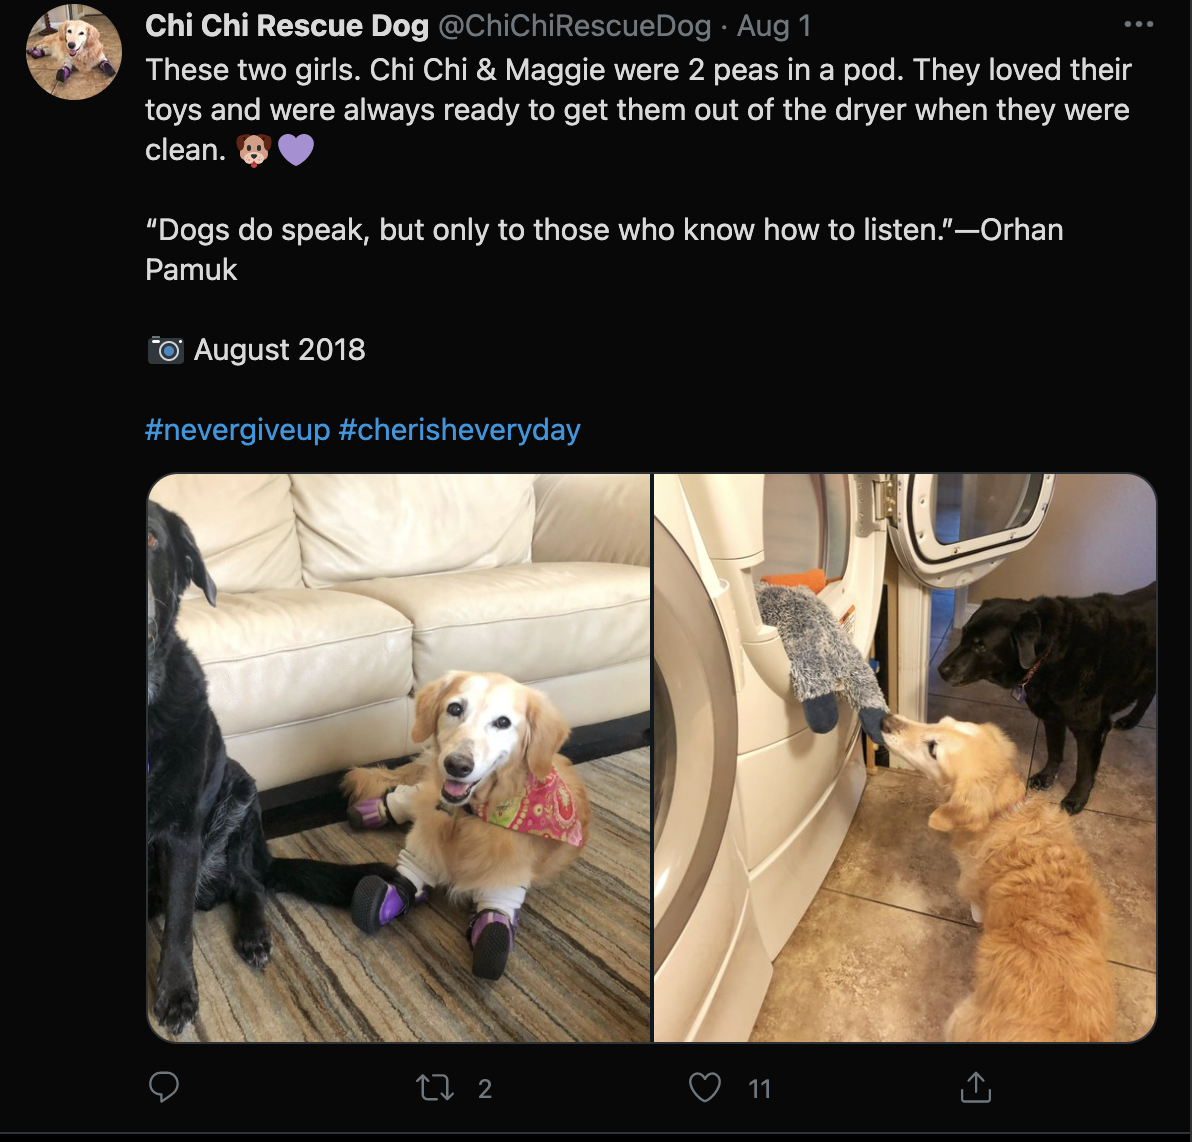 Chi Chi Rescue Dog @ChiChiRescueDog · Aug 1
These two girls. Chi Chi & Maggie were 2 peas in a pod. They loved their
toys and were always ready to get them out of the dryer when they were
clean. 🐶💜
“Dogs do speak, but only to those who know how to listen.”—Orhan
Pamuk
📷 August 2018
#nevergiveup #cherisheveryday
2 11